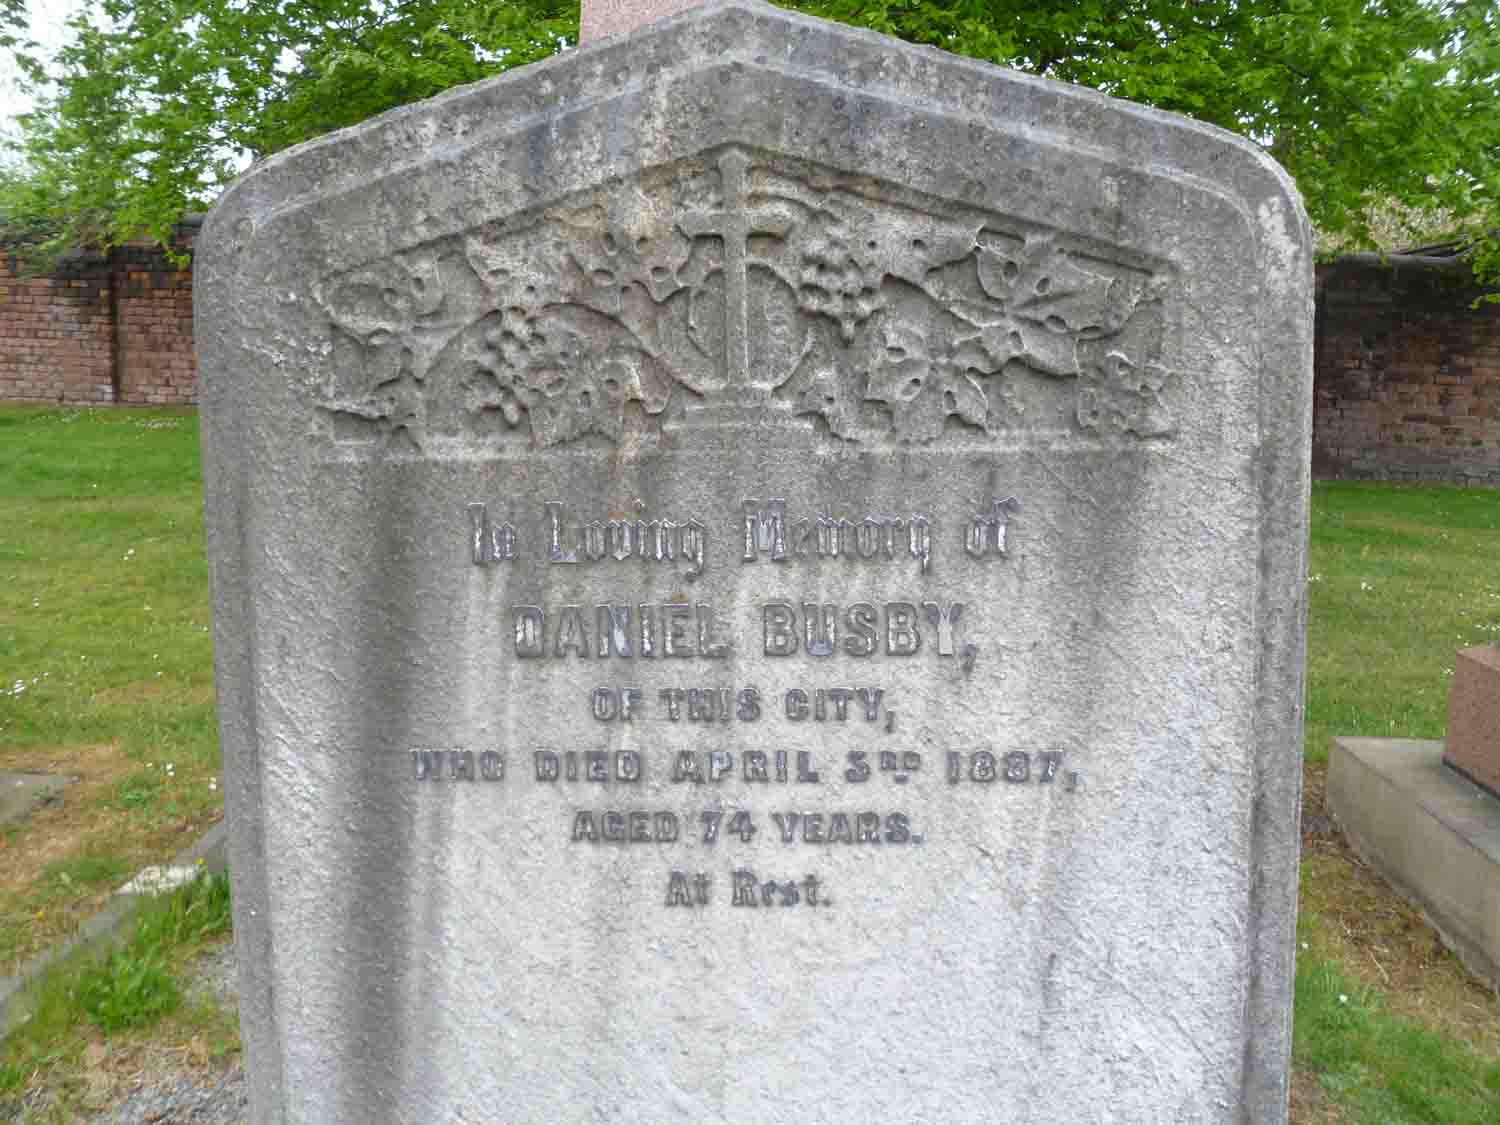 In Loving Memory of
DANIEL BUSBY,
OF THIS CITY,
WHO DIED APRIL 3RD 1887,
AGED 74 YEARS.
At Rest.